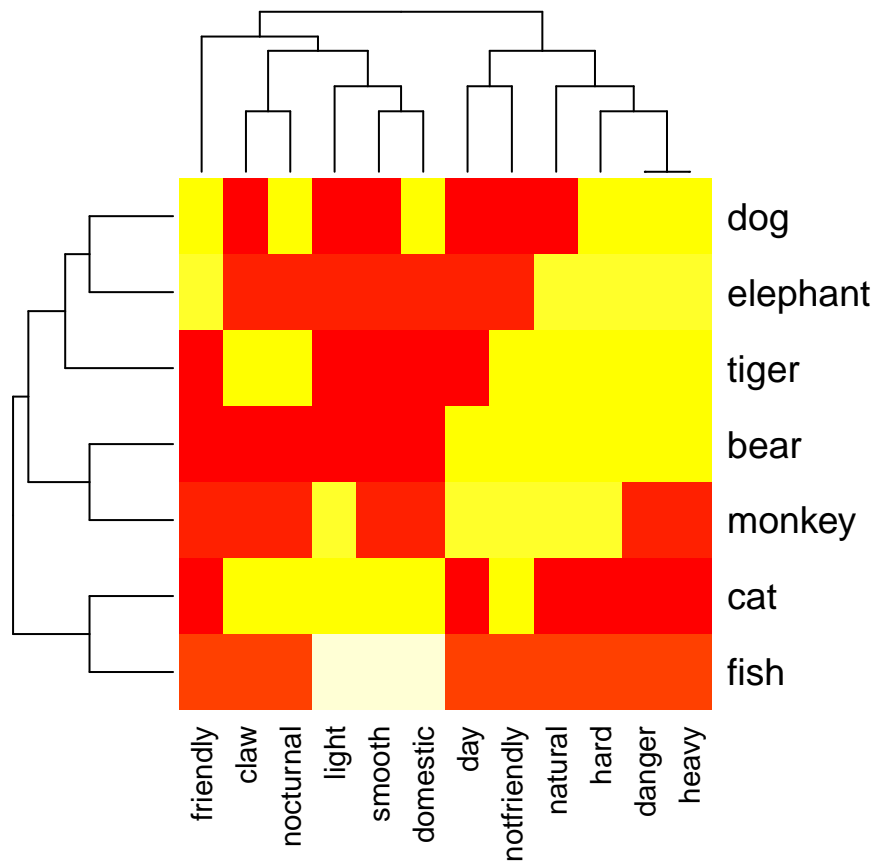 dog
elephant
tiger
bear
monkey
cat
fish
friendly
claw
nocturnal
light
smooth
domestic
day
notfriendly
natural
hard
danger
heavy